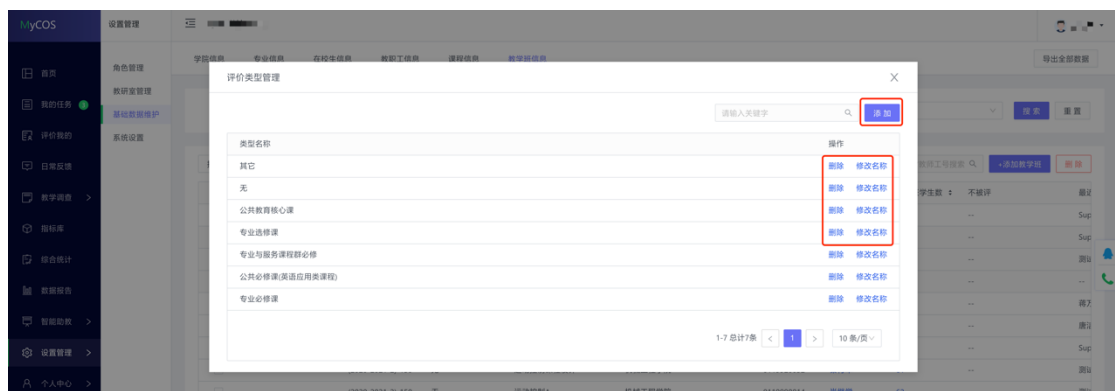 MyCOS
设置管理
首页
我的任务
评价我的
日常反馈
教学调查
指标库
综合统计
数据报告
智能助教
设置管理
个人中心
角色管理
教研室管理
基础数据维护
系统设置
学院信息 专业信息 在校生信息 教职工信息 课程信息 教学班信息
导出全部数据
搜索 重置
教师工号搜索 +添加教学班 删除
学生数 不被评
评价类型管理
请输入关键字 添加
类型名称 操作
其它 删除 修改名称
无 删除 修改名称
公共教育核心课 删除 修改名称
专业选修课 删除 修改名称
专业与服务课程群必修 删除 修改名称
公共必修课(英语应用类课程) 删除 修改名称
专业必修课 删除 修改名称
1-7 总计7条 < 1 > 10 条/页